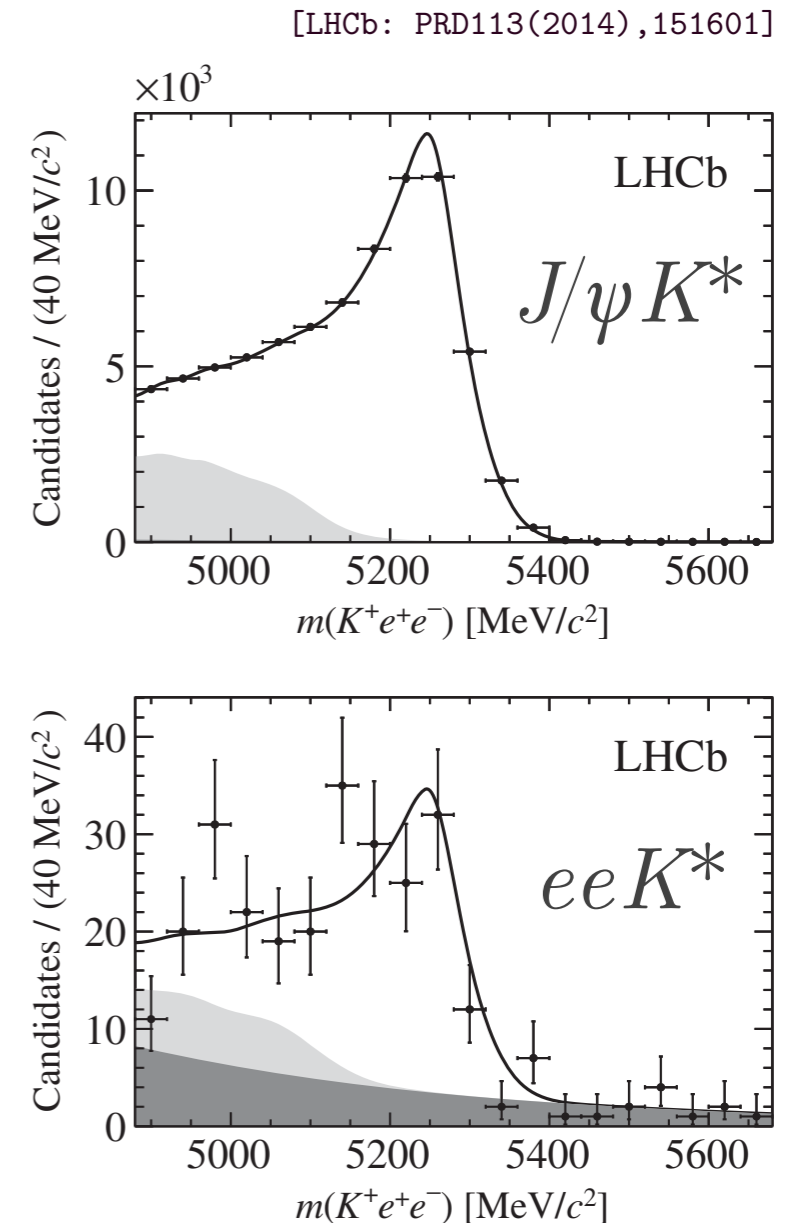 [LHCb: PRD113(2014),151601]
×10³
LHCb
J/ψK*
10
5
0
Candidates / (40 MeV/c²)
5000 5200 5400 5600
m(K⁺e⁺e⁻) [MeV/c²]
LHCb
eeK*
40
30
20
10
0
Candidates / (40 MeV/c²)
5000 5200 5400 5600
m(K⁺e⁺e⁻) [MeV/c²]